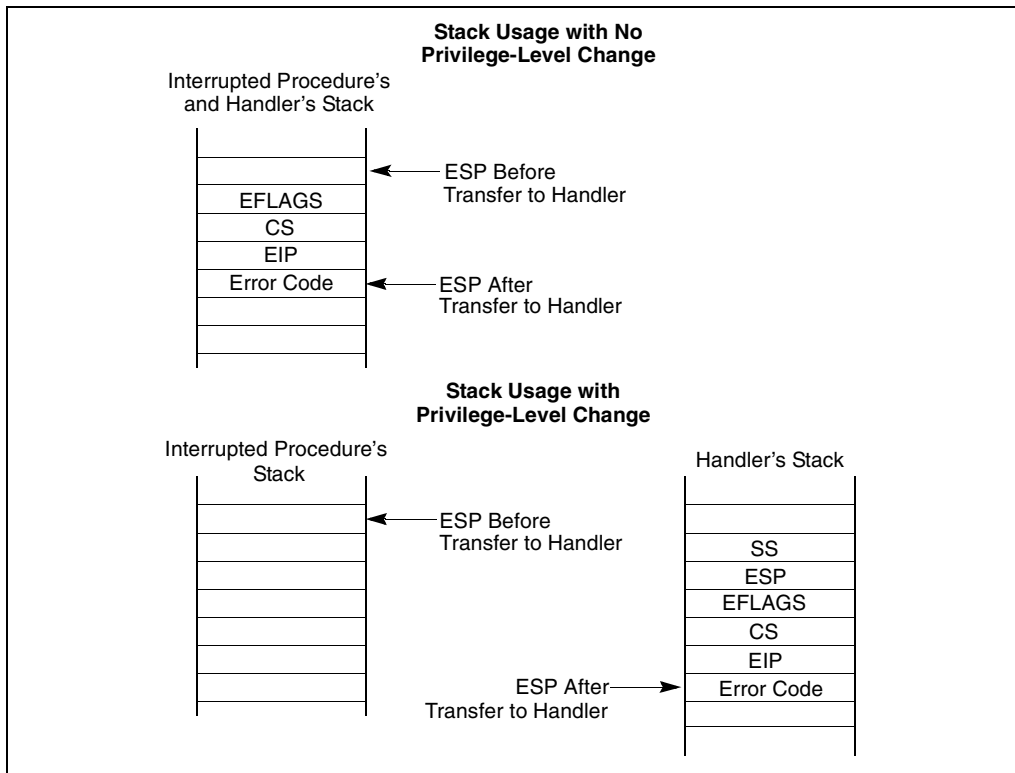 Stack Usage with No
Privilege-Level Change
Interrupted Procedure’s
and Handler’s Stack
ESP Before
Transfer to Handler
EFLAGS
CS
EIP
Error Code
ESP After
Transfer to Handler
Stack Usage with
Privilege-Level Change
Interrupted Procedure’s
Stack
Handler’s Stack
ESP Before
Transfer to Handler
SS
ESP
EFLAGS
CS
EIP
ESP After
Transfer to Handler
Error Code